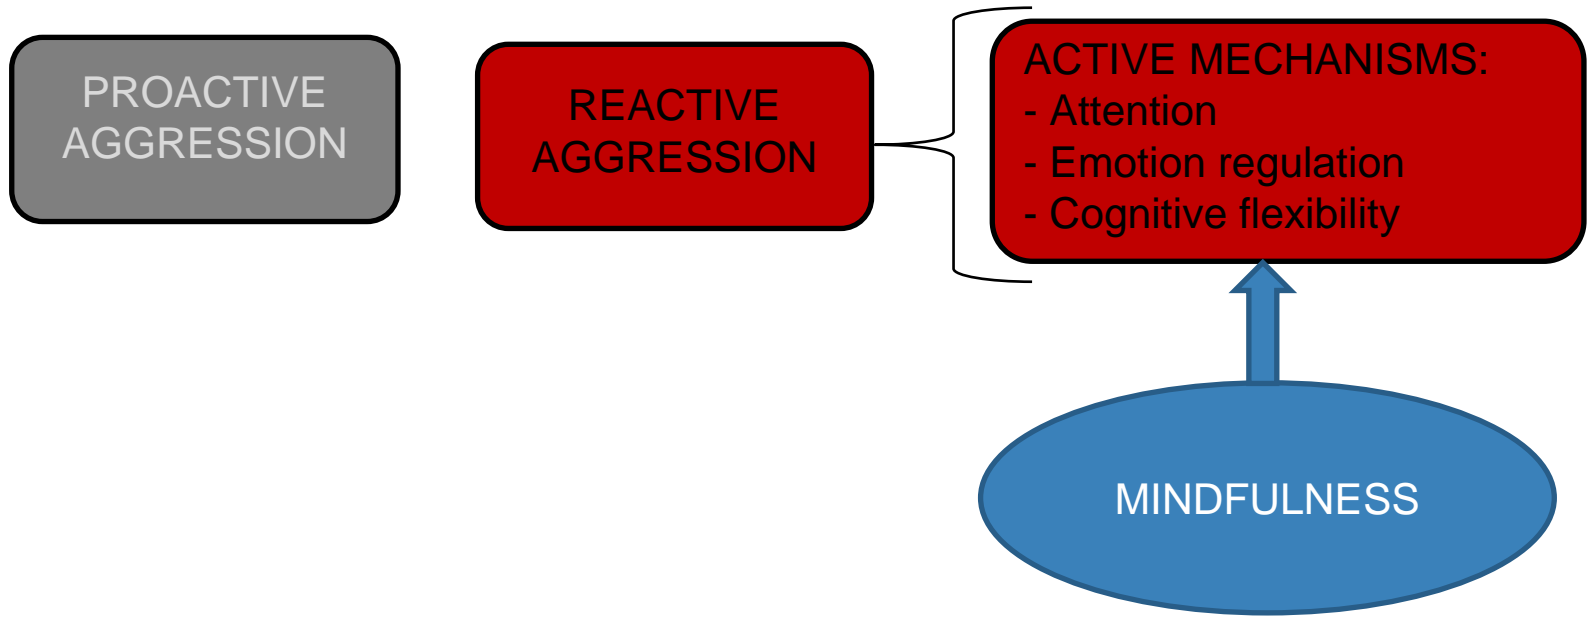 PROACTIVE
AGGRESSION
REACTIVE
AGGRESSION
ACTIVE MECHANISMS:
- Attention
- Emotion regulation
- Cognitive flexibility
MINDFULNESS